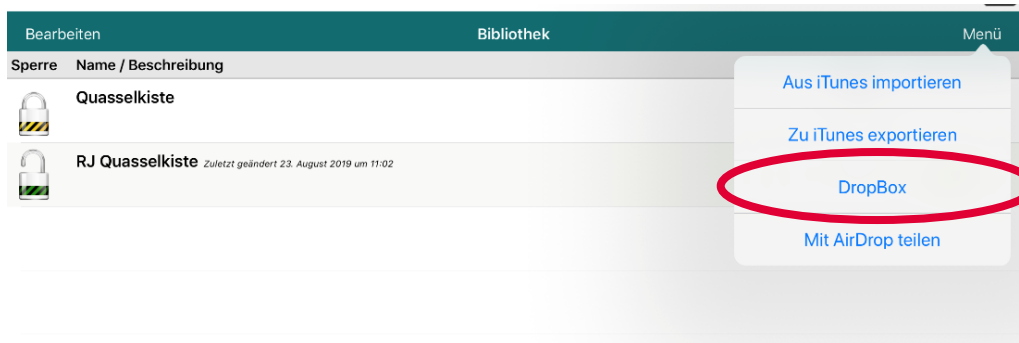 Bearbeiten Bibliothek Menü
Sperre Name / Beschreibung
Quasselkiste
RJ Quasselkiste Zuletzt geändert 23. August 2019 um 11:02
Aus iTunes importieren
Zu iTunes exportieren
DropBox
Mit AirDrop teilen